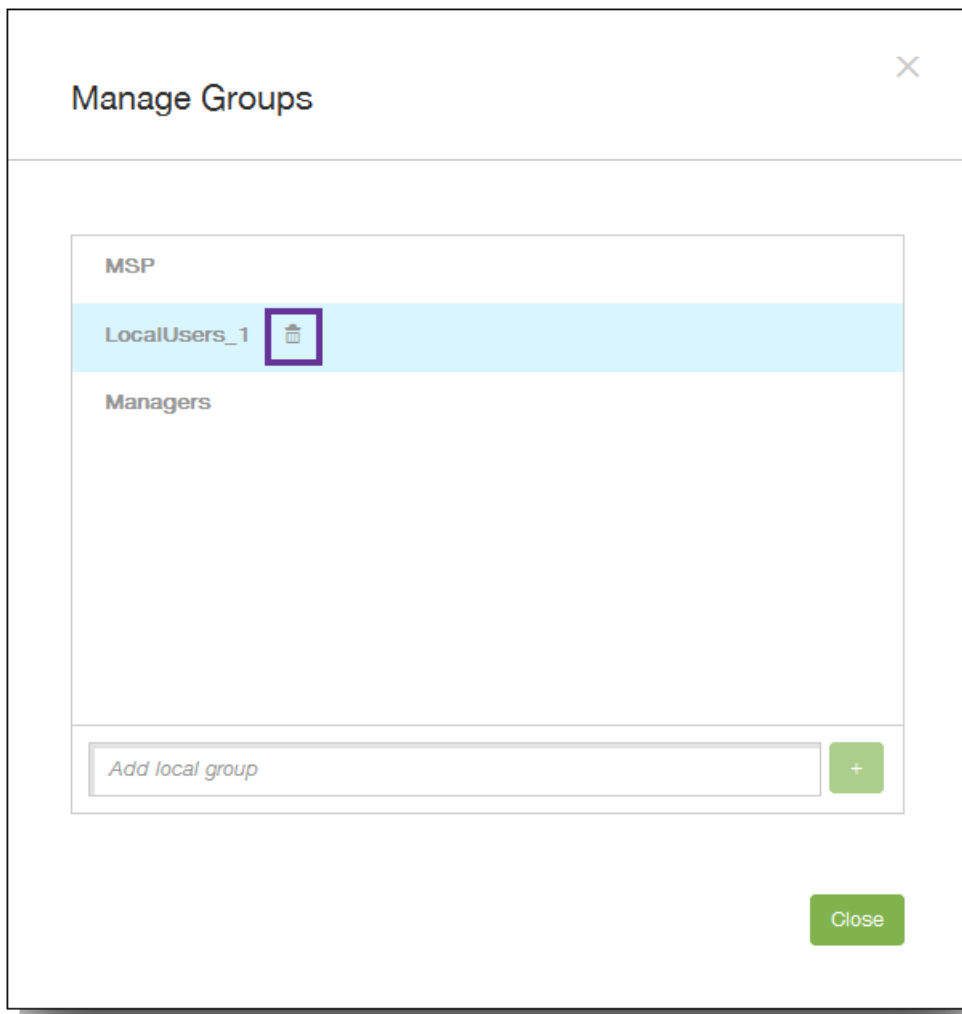 Manage Groups
MSP
LocalUsers_1
Managers
Add local group
+
Close